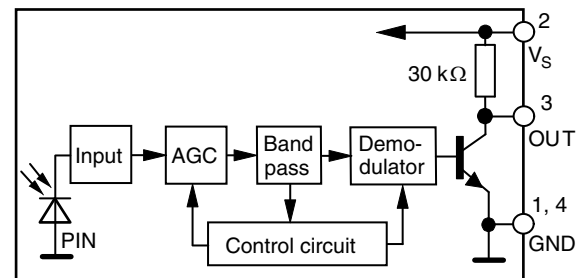 2
V_S
30 kΩ
3
OUT
Input
AGC
Band
pass
Demo-
dulator
1, 4
GND
PIN
Control circuit